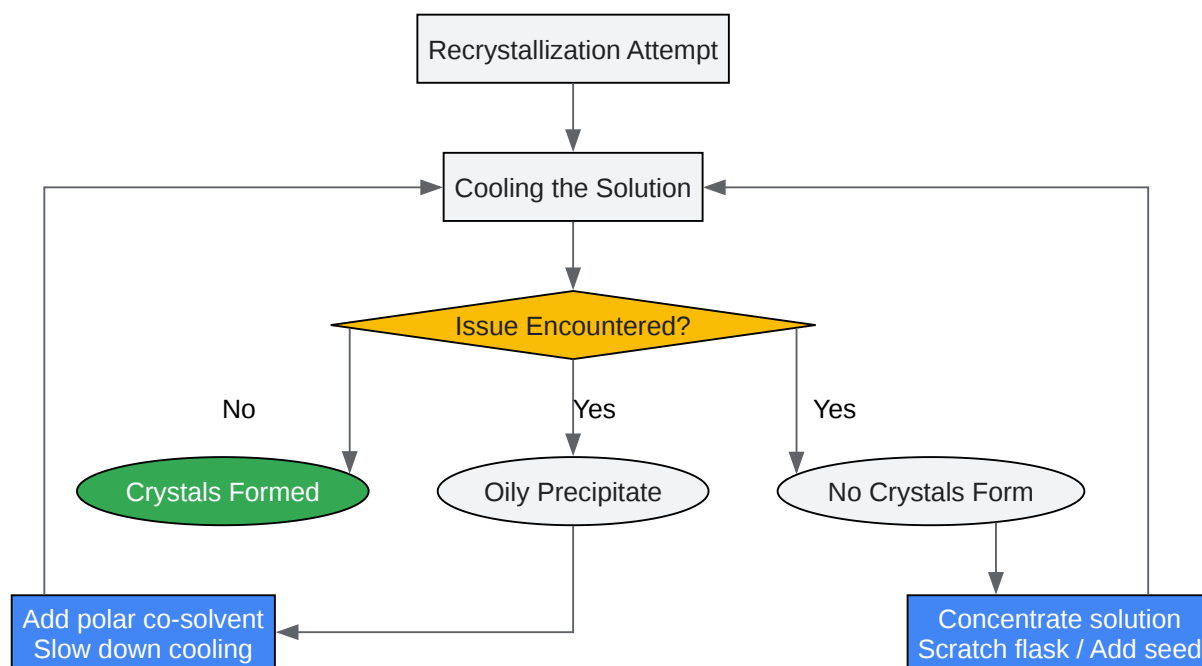 Recrystallization Attempt
Cooling the Solution
Issue Encountered?
No
Yes
Yes
Crystals Formed
Oily Precipitate
No Crystals Form
Add polar co-solvent
Slow down cooling
Concentrate solution
Scratch flask / Add seed